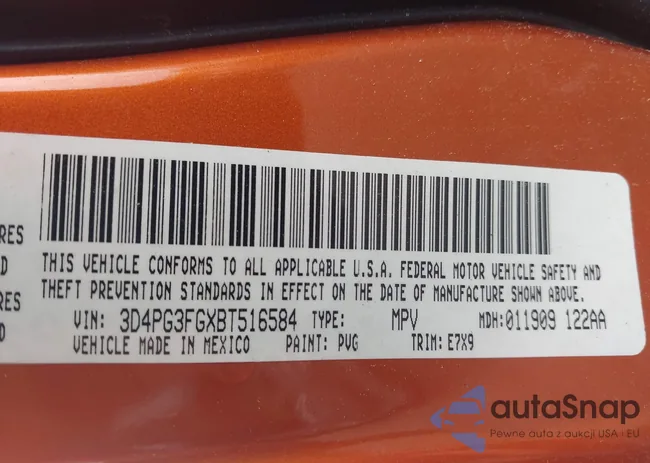 RES
D
THIS VEHICLE CONFORMS TO ALL APPLICABLE U.S.A. FEDERAL MOTOR VEHICLE SAFETY AND
THEFT PREVENTION STANDARDS IN EFFECT ON THE DATE OF MANUFACTURE SHOWN ABOVE.
VIN: 3D4PG3FGXBT516584 TYPE: MPV MDH:011909 122AA
VEHICLE MADE IN MEXICO PAINT: PVG TRIM: E7X9
autaSnap
Pewne auta z aukcji USA i EU